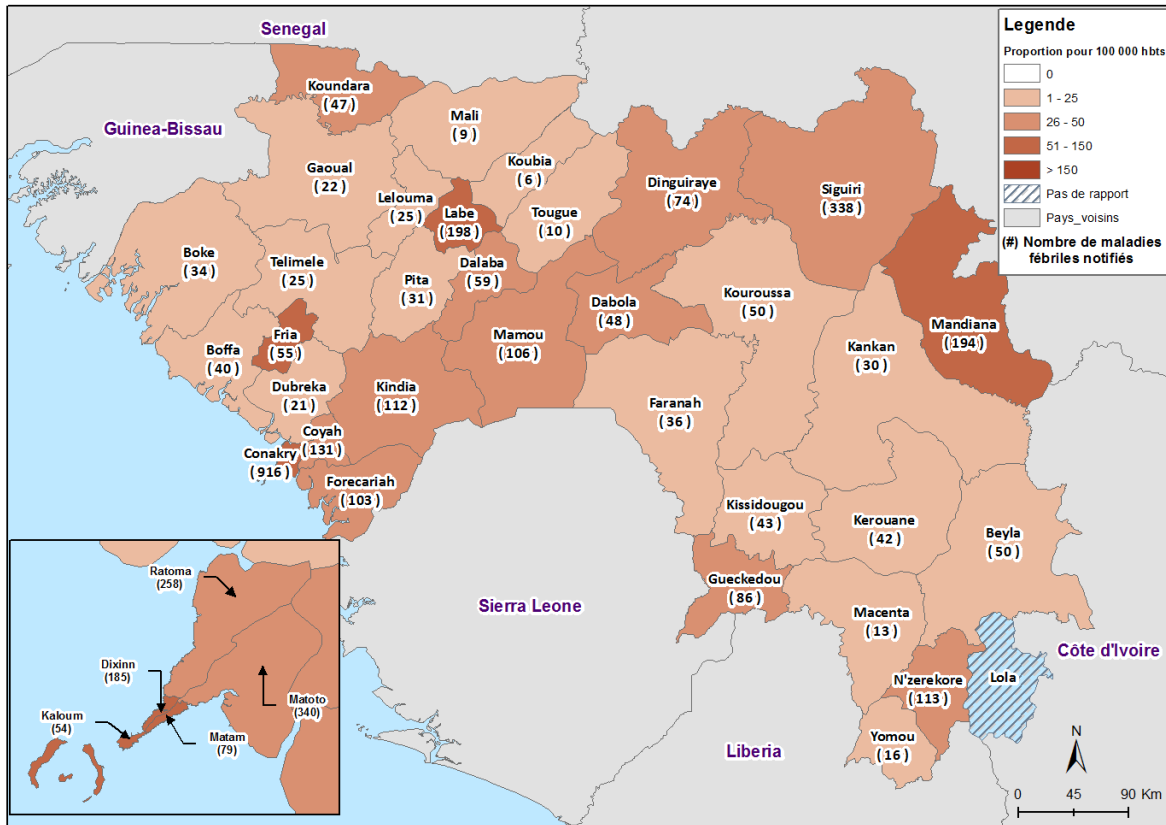 Senegal
Guinea-Bissau
Koundara
( 47 )
Mali
( 9 )
Gaoual
( 22 )
Koubia
( 6 )
Lelouma
( 25 )
Labe
( 198 )
Tougue
( 10 )
Dinguiraye
( 74 )
Siguiri
( 338 )
Boke
( 34 )
Telimele
( 25 )
Pita
( 31 )
Dalaba
( 59 )
Dabola
( 48 )
Kouroussa
( 50 )
Mandiana
( 194 )
Kankan
( 30 )
Mamou
( 106 )
Fria
( 55 )
Boffa
( 40 )
Dubreka
( 21 )
Kindia
( 112 )
Faranah
( 36 )
Coyah
( 131 )
Conakry
( 916 )
Forecariah
( 103 )
Kissidougou
( 43 )
Kerouane
( 42 )
Beyla
( 50 )
Gueckedou
( 86 )
Macenta
( 13 )
N'zerekore
( 113 )
Lola
Yomou
( 16 )
Sierra Leone
Liberia
Côte d'Ivoire
Ratoma
(258)
Dixinn
(185)
Kaloum
(54)
Matam
(79)
Matoto
(340)
Legende
Proportion pour 100 000 hbts
0
1 - 25
26 - 50
51 - 150
> 150
Pas de rapport
Pays_voisins
(#) Nombre de maladies
fébriles notifiés
N
0 45 90 Km